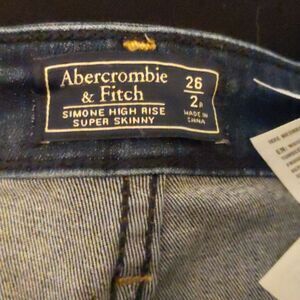 Abercrombie
& Fitch
SIMONE HIGH RISE
SUPER SKINNY
26
2R
MADE IN
CHINA